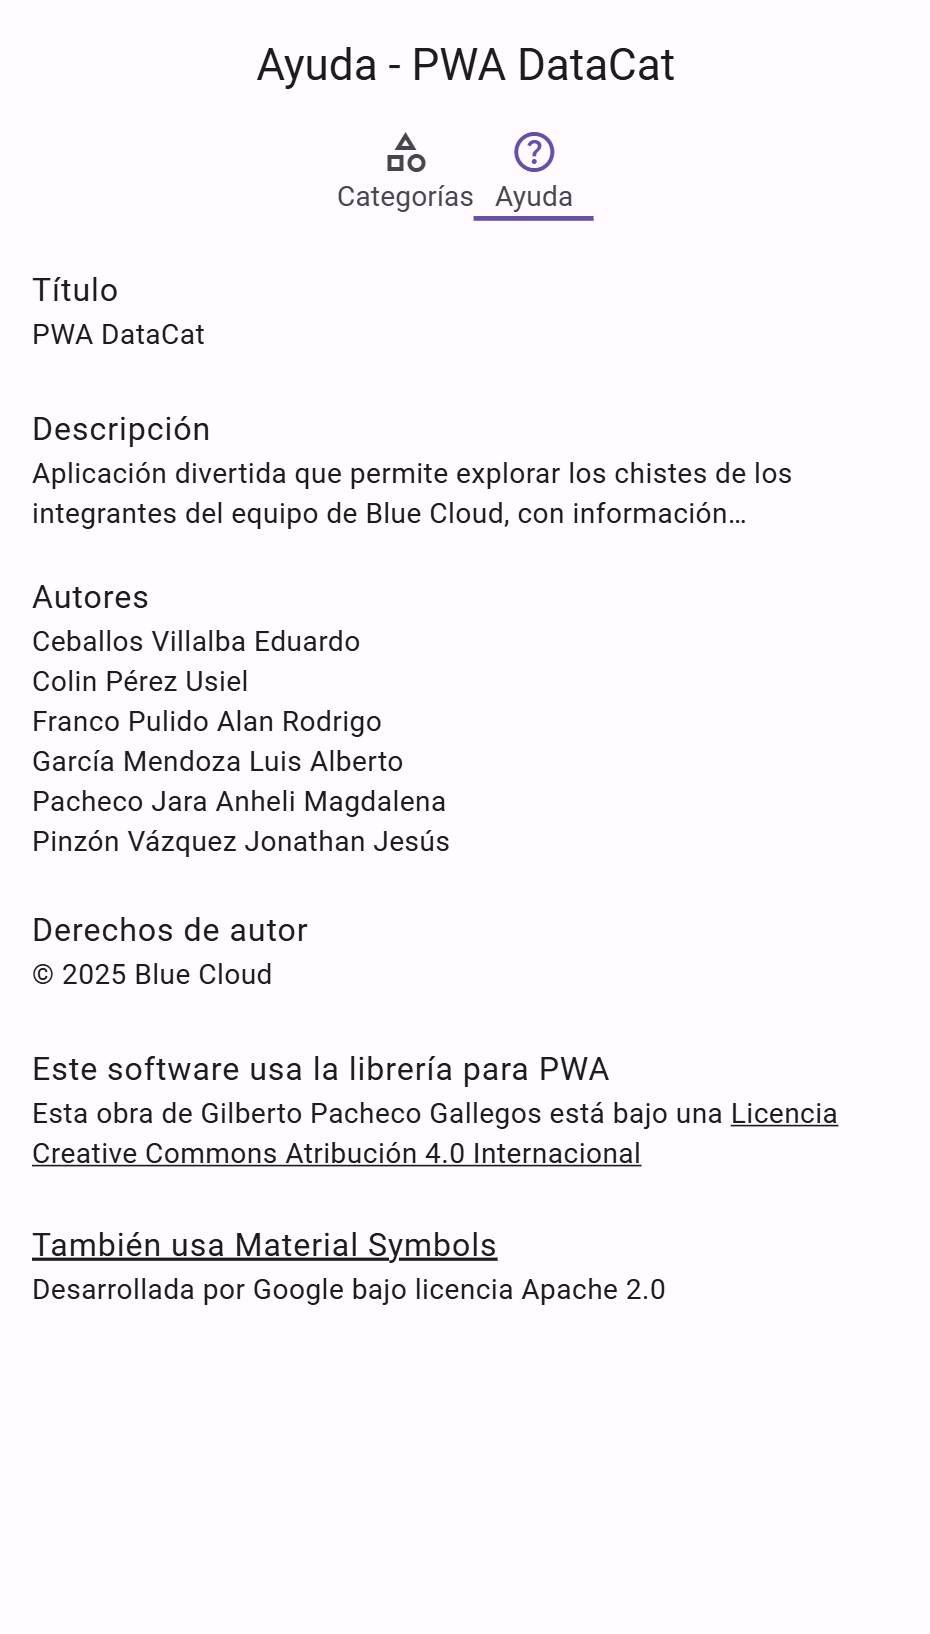 Ayuda - PWA DataCat
Categorías
Ayuda
Título
PWA DataCat
Descripción
Aplicación divertida que permite explorar los chistes de los
integrantes del equipo de Blue Cloud, con información…
Autores
Ceballos Villalba Eduardo
Colin Pérez Usiel
Franco Pulido Alan Rodrigo
García Mendoza Luis Alberto
Pacheco Jara Anheli Magdalena
Pinzón Vázquez Jonathan Jesús
Derechos de autor
© 2025 Blue Cloud
Este software usa la librería para PWA
Esta obra de Gilberto Pacheco Gallegos está bajo una Licencia
Creative Commons Atribución 4.0 Internacional
También usa Material Symbols
Desarrollada por Google bajo licencia Apache 2.0